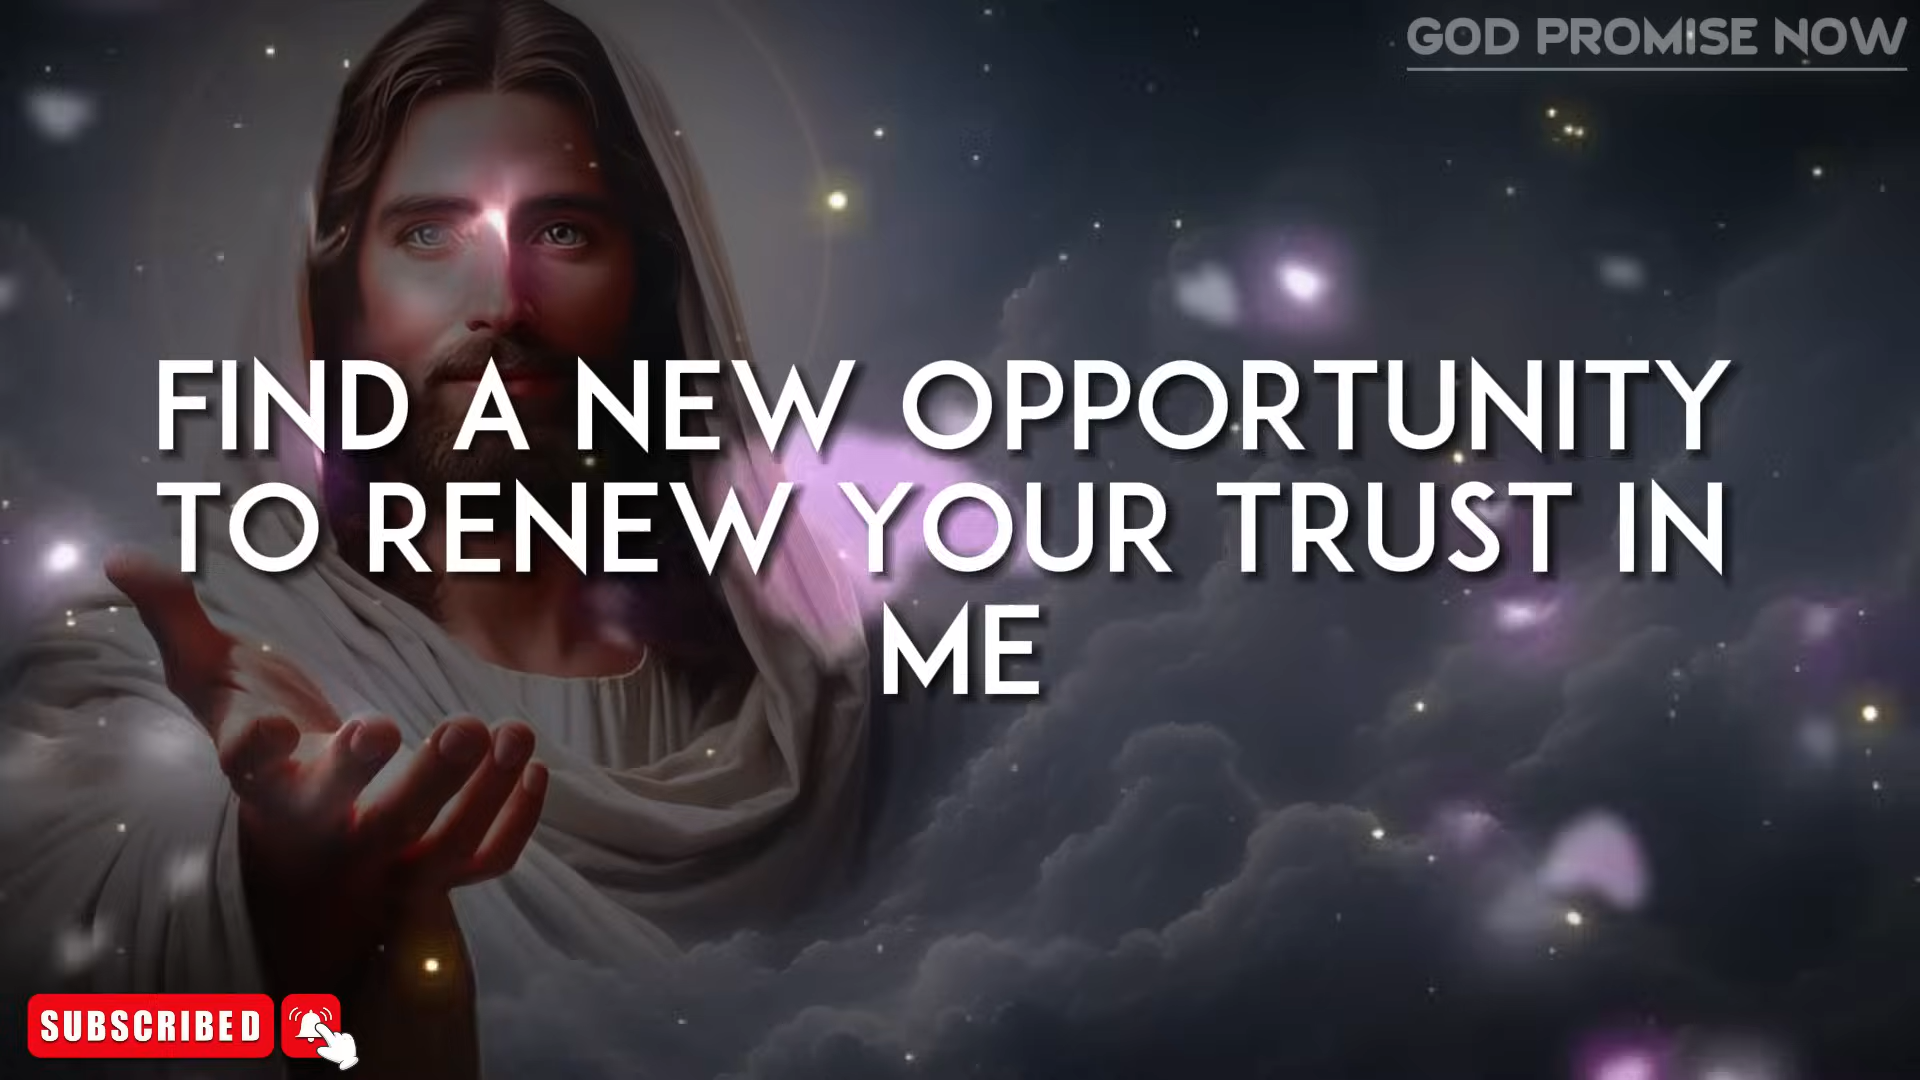 GOD PROMISE NOW
FIND A NEW OPPORTUNITY
TO RENEW YOUR TRUST IN
ME
SUBSCRIBED